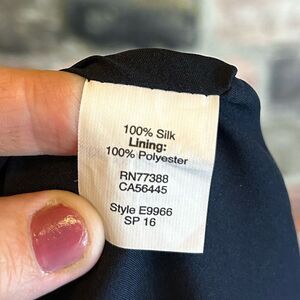 100% Silk
Lining:
100% Polyester
RN77388
CA56445
Style E9966
SP 16